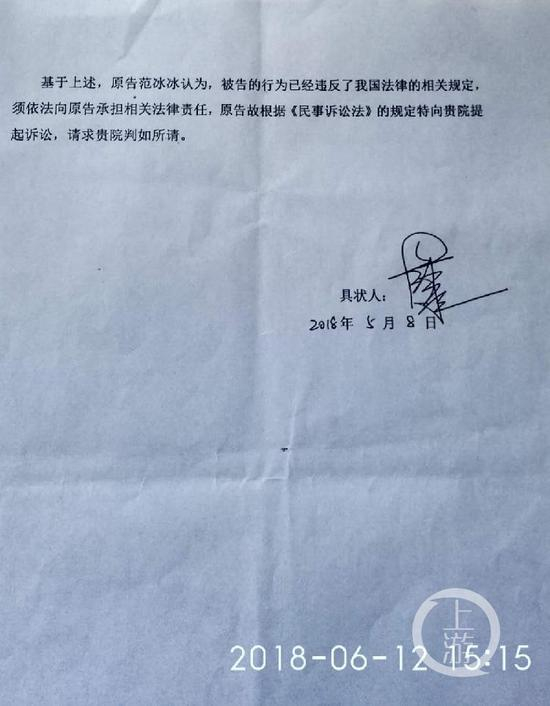 基于上述，原告范冰冰认为，被告的行为已经违反了我国法律的相关规定，
须依法向原告承担相关法律责任，原告故根据《民事诉讼法》的规定特向贵院提
起诉讼，请求贵院判如所请。
具状人：
2018年 5月 8日
上游
2018-06-12 15:15